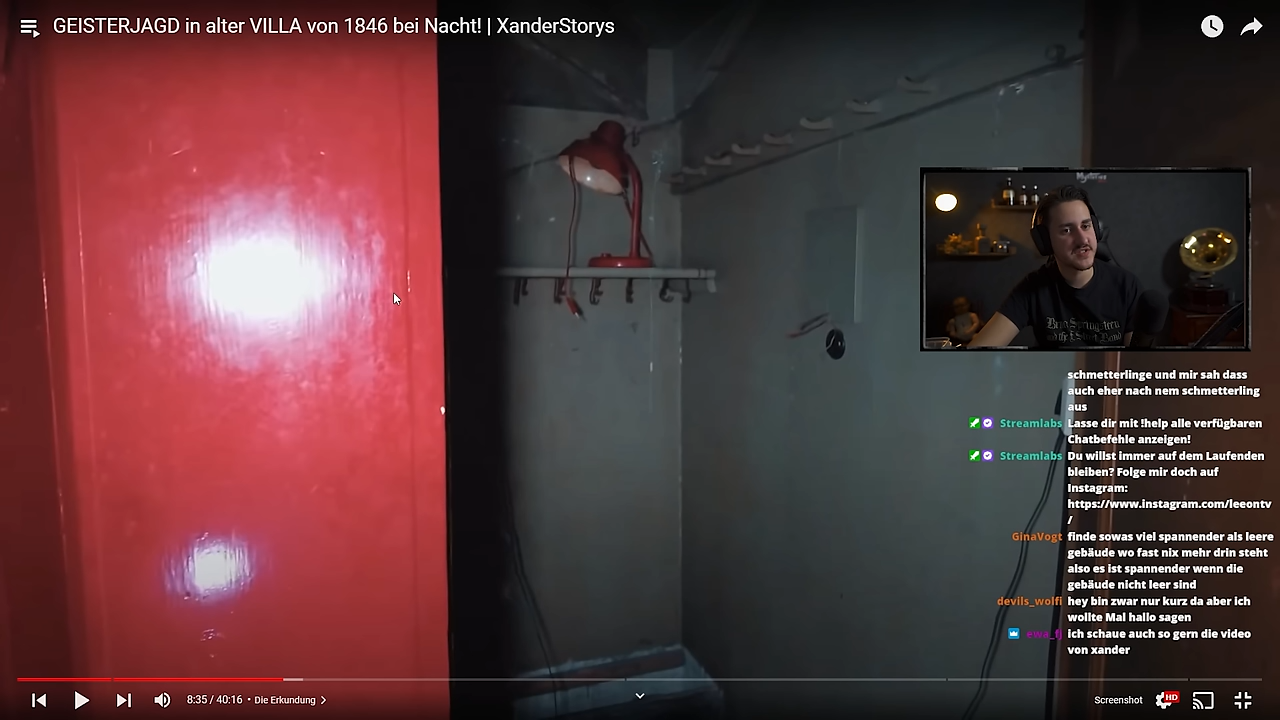 GEISTERJAGD in alter VILLA von 1846 bei Nacht! | XanderStorys
Mysteries
schmetterlinge und mir sah dass
auch eher nach nem schmetterling
aus
Streamlabs Lasse dir mit !help alle verfügbaren
Chatbefehle anzeigen!
Streamlabs Du willst immer auf dem Laufenden
bleiben? Folge mir doch auf
Instagram:
https://www.instagram.com/leeontv
/
GinaVogt finde sowas viel spannender als leere
gebäude wo fast nix mehr drin steht
also es ist spannender wenn die
gebäude nicht leer sind
devils_wolfi hey bin zwar nur kurz da aber ich
wollte Mal hallo sagen
ewa_fj ich schaue auch so gern die video
von xander
8:35 / 40:16 • Die Erkundung
Screenshot
HD